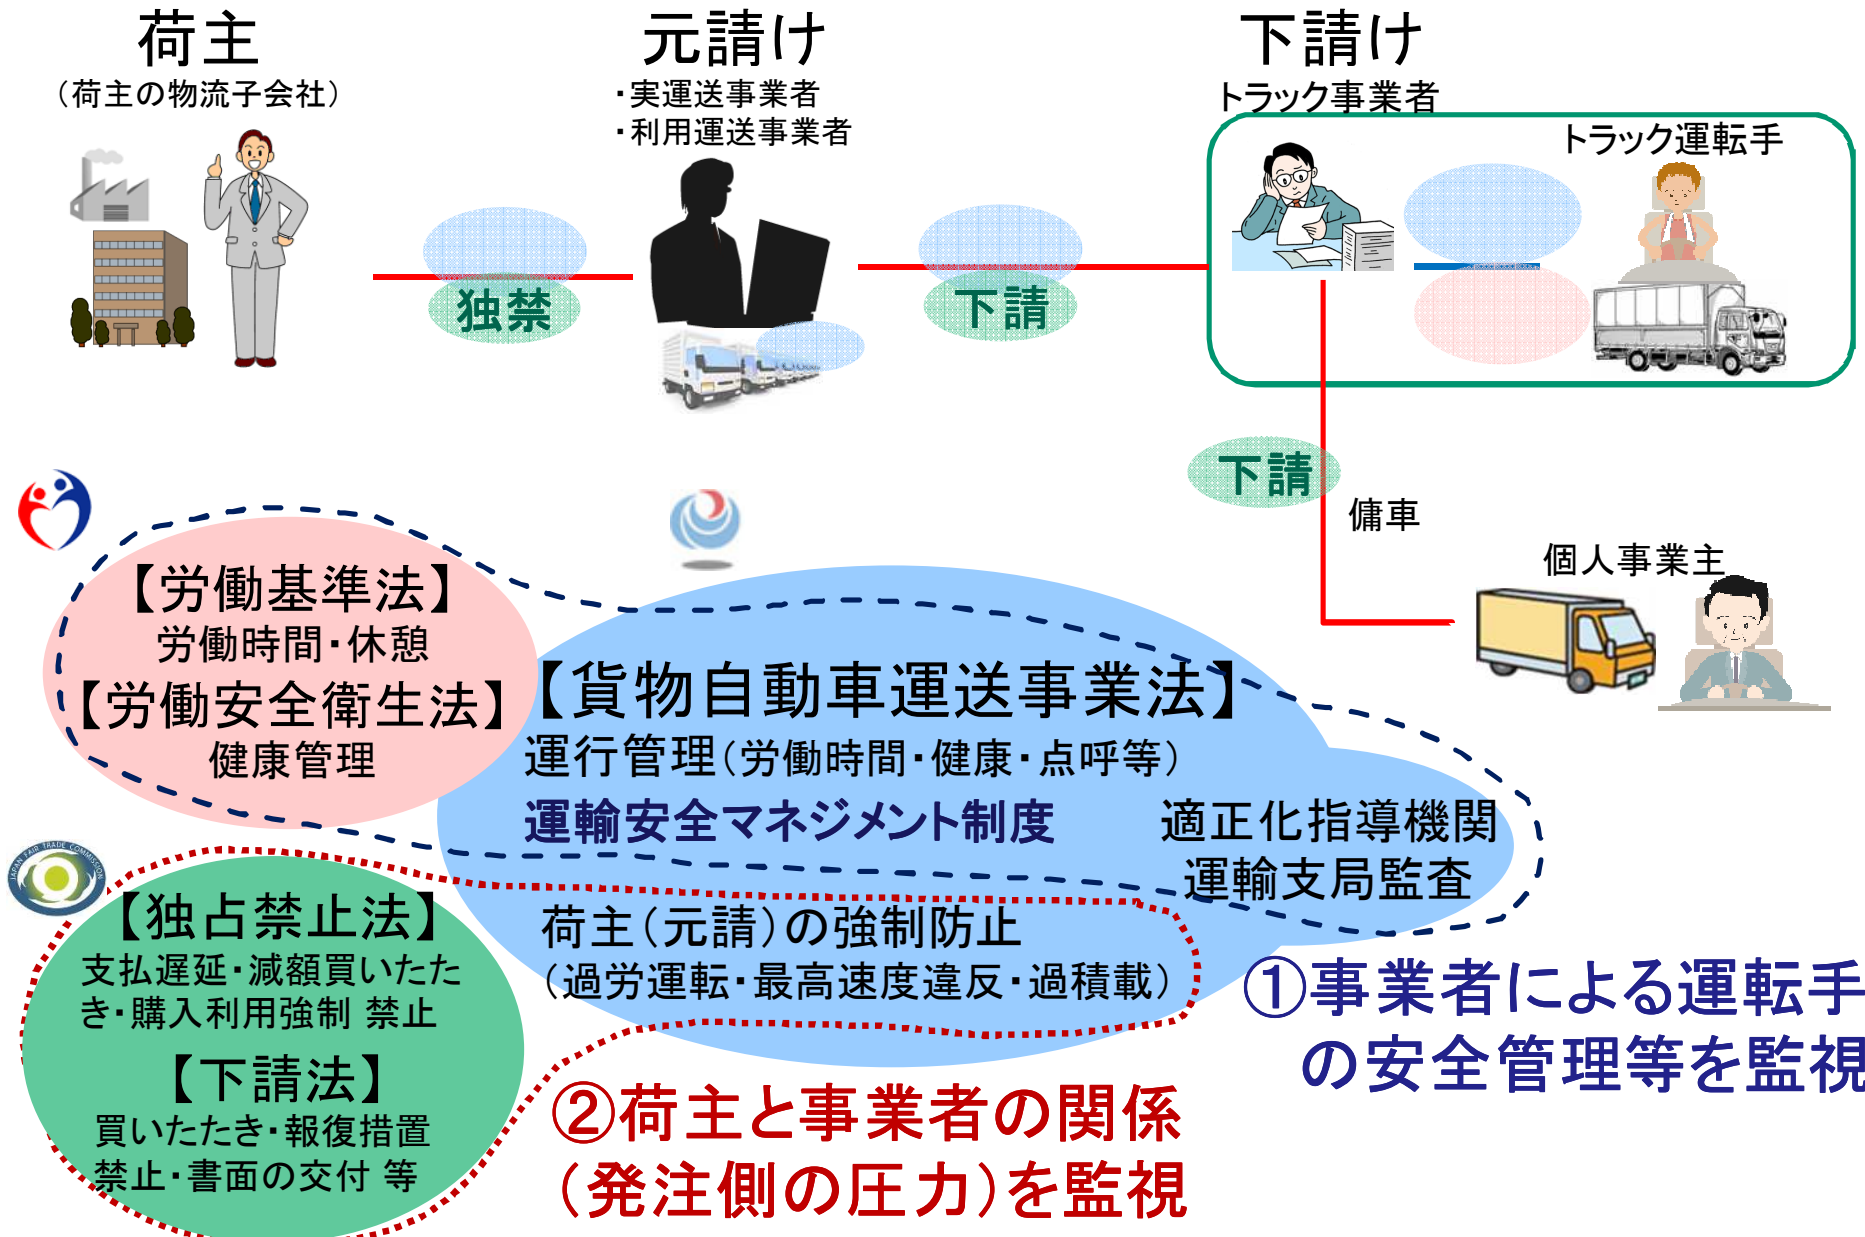 荷主
（荷主の物流子会社）
元請け
・実運送事業者
・利用運送事業者
下請け
トラック事業者
トラック運転手
独禁
下請
下請
傭車
個人事業主
【労働基準法】
労働時間・休憩
【労働安全衛生法】
健康管理
【貨物自動車運送事業法】
運行管理（労働時間・健康・点呼等）
運輸安全マネジメント制度
適正化指導機関
運輸支局監査
荷主（元請）の強制防止
（過労運転・最高速度違反・過積載）
JAPAN FAIR TRADE COMMISSION
【独占禁止法】
支払遅延・減額買いたた
き・購入利用強制 禁止
【下請法】
買いたたき・報復措置
禁止・書面の交付 等
①事業者による運転手
の安全管理等を監視
②荷主と事業者の関係
（発注側の圧力）を監視